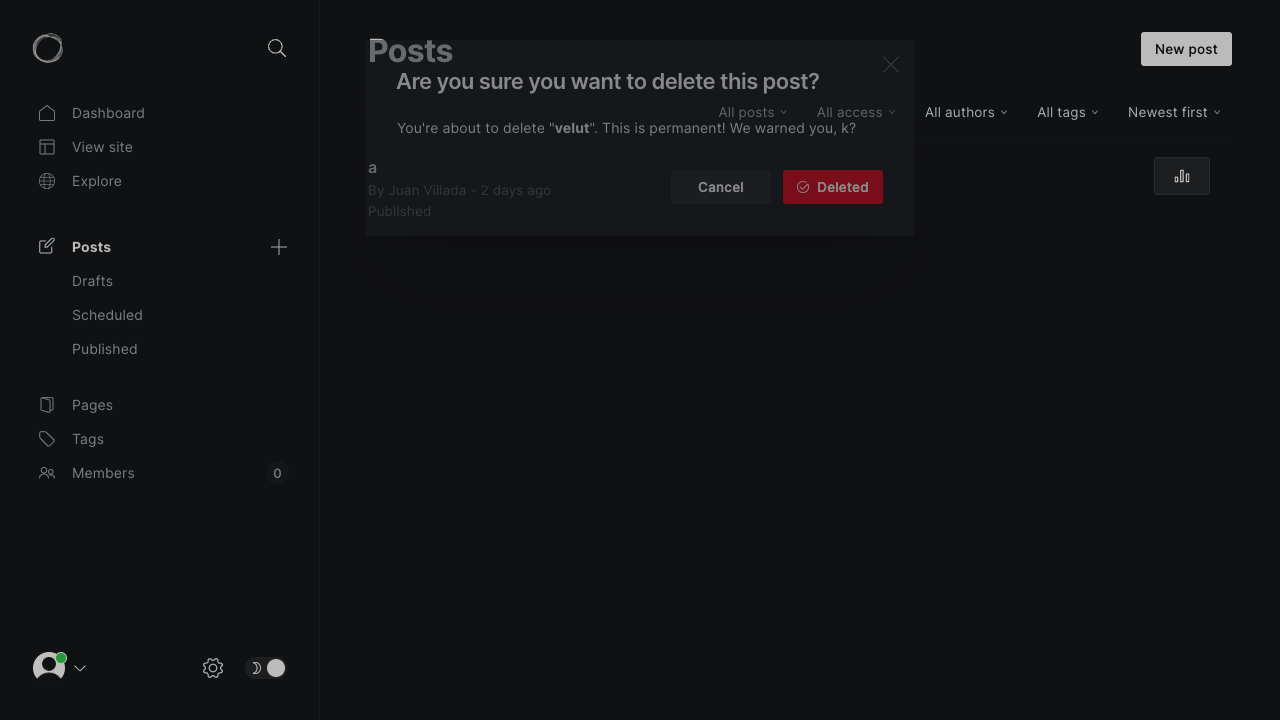 Dashboard
View site
Explore
Posts
Drafts
Scheduled
Published
Pages
Tags
Members 0
Posts
New post
Are you sure you want to delete this post?
All posts All access All authors All tags Newest first
You're about to delete "velut". This is permanent! We warned you, k?
a
By Juan Villada - 2 days ago
Published
Cancel Deleted